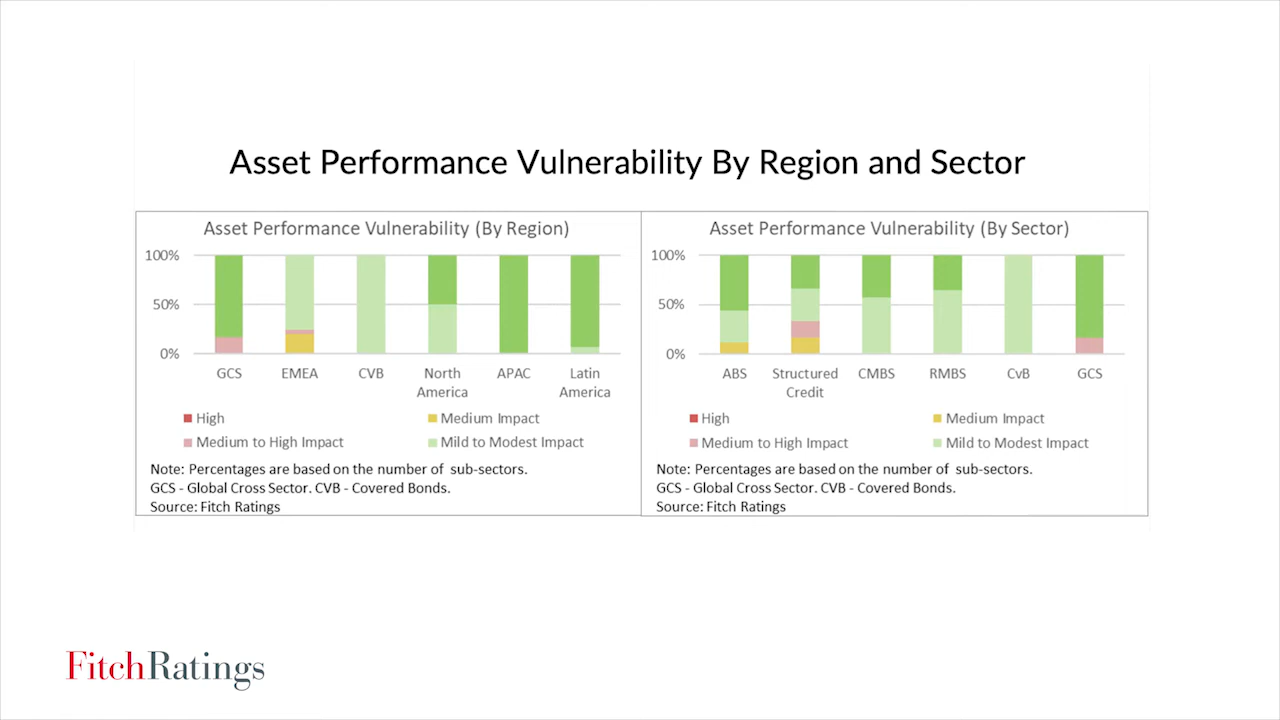 Asset Performance Vulnerability By Region and Sector
Asset Performance Vulnerability (By Region)
100%
50%
0%
GCS
EMEA
CVB
North America
APAC
Latin America
High
Medium Impact
Medium to High Impact
Mild to Modest Impact
Note: Percentages are based on the number of sub-sectors.
GCS - Global Cross Sector. CVB - Covered Bonds.
Source: Fitch Ratings
Asset Performance Vulnerability (By Sector)
100%
50%
0%
ABS
Structured Credit
CMBS
RMBS
CvB
GCS
High
Medium Impact
Medium to High Impact
Mild to Modest Impact
Note: Percentages are based on the number of sub-sectors.
GCS - Global Cross Sector. CVB - Covered Bonds.
Source: Fitch Ratings
FitchRatings